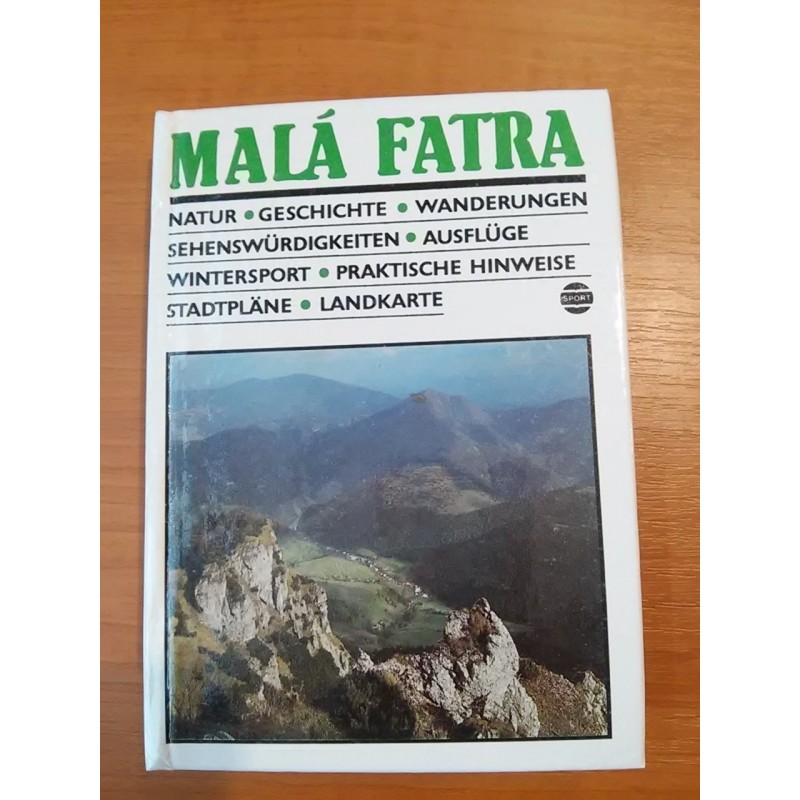 MALÁ FATRA
NATUR • GESCHICHTE • WANDERUNGEN
SEHENSWÜRDIGKEITEN • AUSFLÜGE
WINTERSPORT • PRAKTISCHE HINWEISE
STADTPLÄNE • LANDKARTE
SPORT